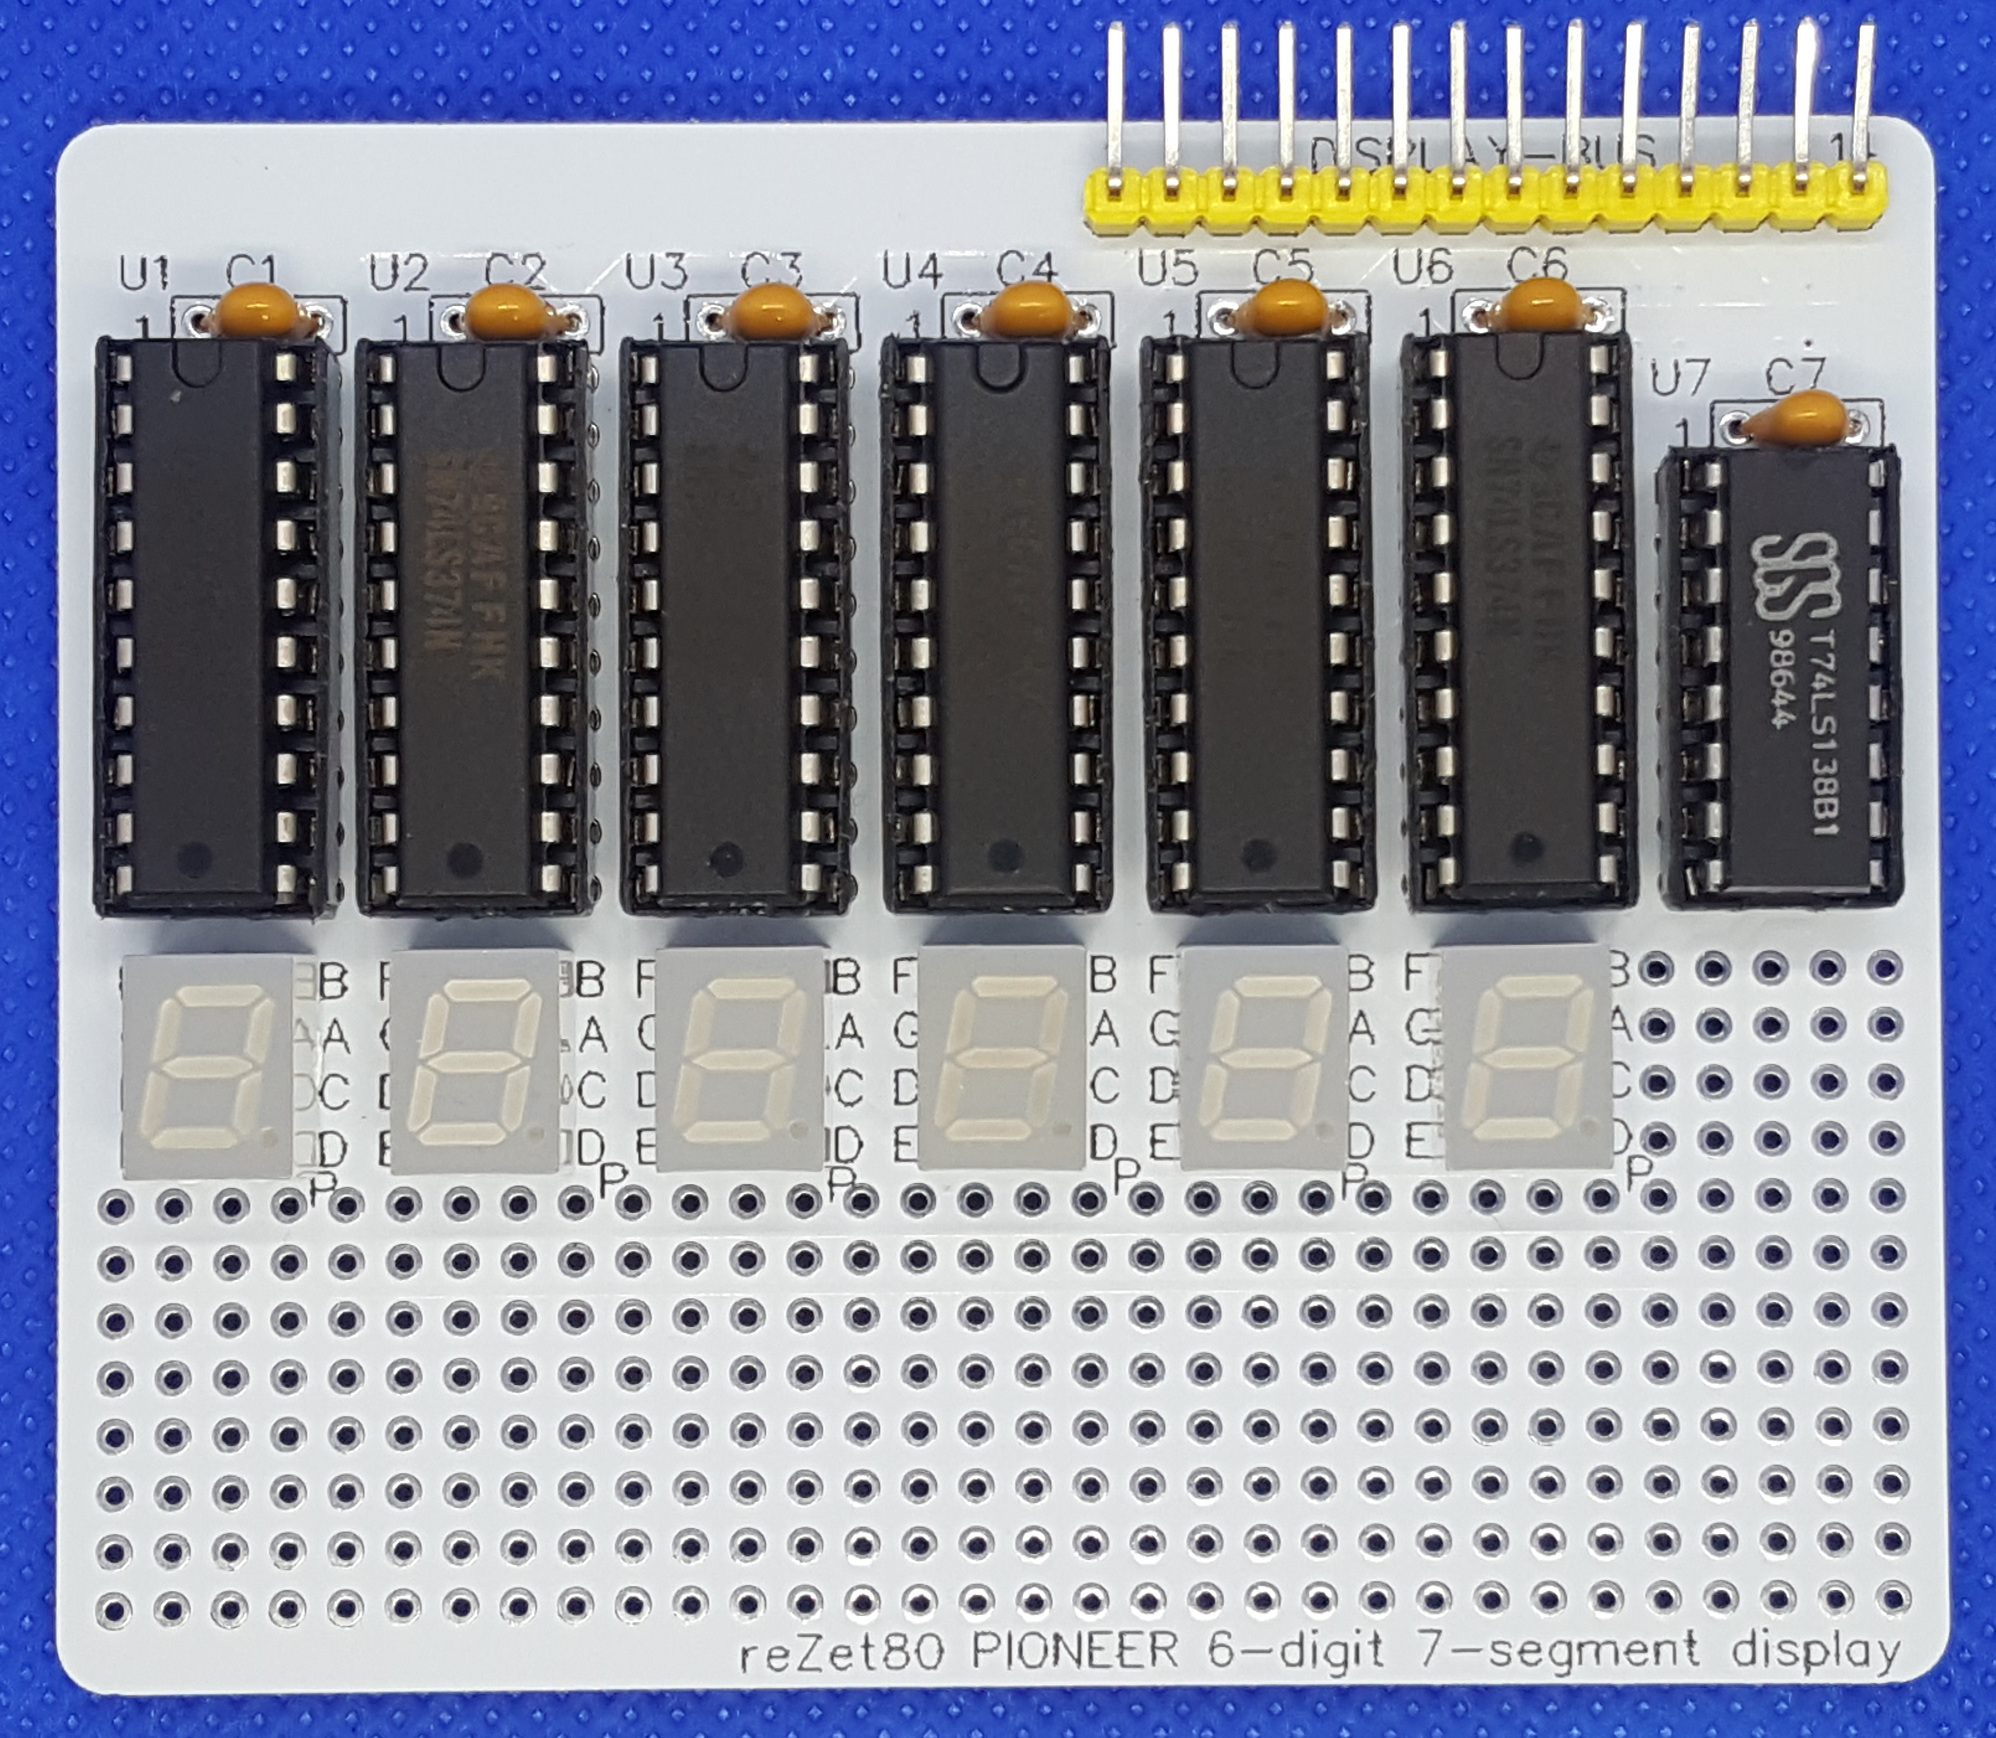 DISPLAY-BUS
U1 C1 U2 C2 U3 C3 U4 C4 U5 C5 U6 C6
1 1 1 1 1 1
U7 C7
1
SN74LS374N
SN74LS374N
SGS
T74LS138B1
98644
B F B F B F B F B F B
A A A G A G A G A
C D C D C D C D C D C
D E D E D E D E D E D
P P P P P P
reZet80 PIONEER 6-digit 7-segment display